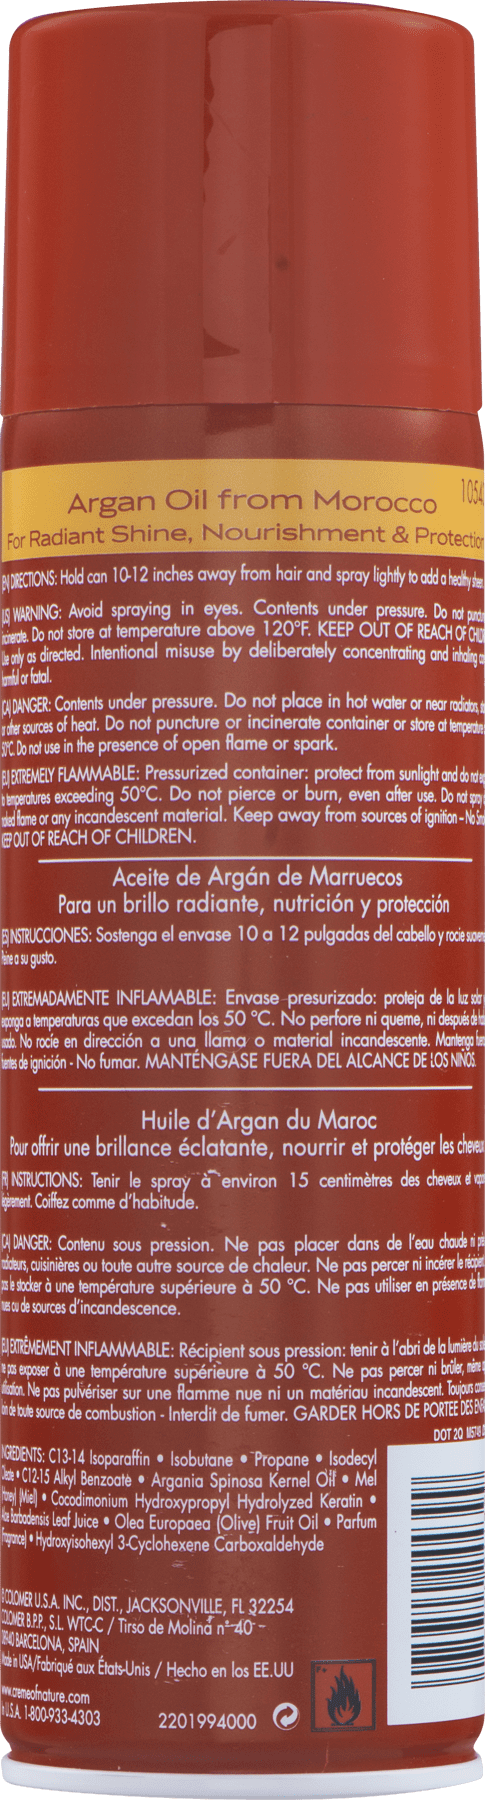 1054
Argan Oil from Morocco
For Radiant Shine, Nourishment & Protection
(EN) DIRECTIONS: Hold can 10-12 inches away from hair and spray lightly to add a healthy sheen
(US) WARNING: Avoid spraying in eyes. Contents under pressure. Do not puncture
incinerate. Do not store at temperature above 120°F. KEEP OUT OF REACH OF CHILD
Use only as directed. Intentional misuse by deliberately concentrating and inhaling
harmful or fatal.
(CA) DANGER: Contents under pressure. Do not place in hot water or near radiators,
or other sources of heat. Do not puncture or incinerate container or store at temperature
50°C. Do not use in the presence of open flame or spark.
(EU) EXTREMELY FLAMMABLE: Pressurized container: protect from sunlight and do not
to temperatures exceeding 50°C. Do not pierce or burn, even after use. Do not spray
naked flame or any incandescent material. Keep away from sources of ignition - No
KEEP OUT OF REACH OF CHILDREN.
Aceite de Argán de Marruecos
Para un brillo radiante, nutrición y protección
(ES) INSTRUCCIONES: Sostenga el envase 10 a 12 pulgadas del cabello y rocie
Peine a su gusto.
(EU) EXTREMADAMENTE INFLAMABLE: Envase presurizado: proteja de la luz solar
exponga a temperaturas que excedan los 50 °C. No perfore ni queme, ni después de
usado. No rocíe en dirección a una llama o material incandescente. Mantenga
fuentes de ignición - No fumar. MANTÉNGASE FUERA DEL ALCANCE DE LOS NIÑOS.
Huile d'Argan du Maroc
Pour offrir une brillance éclatante, nourrir et protéger les cheveux
(FR) INSTRUCTIONS: Tenir le spray à environ 15 centimètres des cheveux et
légèrement. Coiffez comme d'habitude.
(CA) DANGER: Contenu sous pression. Ne pas placer dans de l'eau chaude ni
radiateurs, cuisinières ou toute autre source de chaleur. Ne pas percer ni incérer le récipient
pas le stocker à une température supérieure à 50 °C. Ne pas utiliser en présence de
nues ou de sources d'incandescence.
(EU) EXTRÊMEMENT INFLAMMABLE: Récipient sous pression: tenir à l'abri de la lumière du
ne pas exposer à une température supérieure à 50 °C. Ne pas percer ni brûler, même
utilisation. Ne pas pulvériser sur une flamme nue ni un matériau incandescent. Toujours
abri de toute source de combustion - Interdit de fumer. GARDER HORS DE PORTEE DES
DOT 2Q M5748
INGREDIENTS: C13-14 Isoparaffin • Isobutane • Propane • Isodecyl
Oleate • C12-15 Alkyl Benzoate • Argania Spinosa Kernel Oil • Mel
(Honey) (Miel) • Cocodimonium Hydroxypropyl Hydrolyzed Keratin •
Aloe Barbadensis Leaf Juice • Olea Europaea (Olive) Fruit Oil • Parfum
(Fragrance) • Hydroxyisohexyl 3-Cyclohexene Carboxaldehyde
© COLOMER U.S.A. INC., DIST., JACKSONVILLE, FL 32254
COLOMER B.P.P., S.L. WTC-C / Tirso de Molina nº 40 -
08940 BARCELONA, SPAIN
Made in USA/Fabriqué aux États-Unis / Hecho en los EE.UU
www.cremeofnature.com
In U.S.A. 1-800-933-4303
2201994000
F+